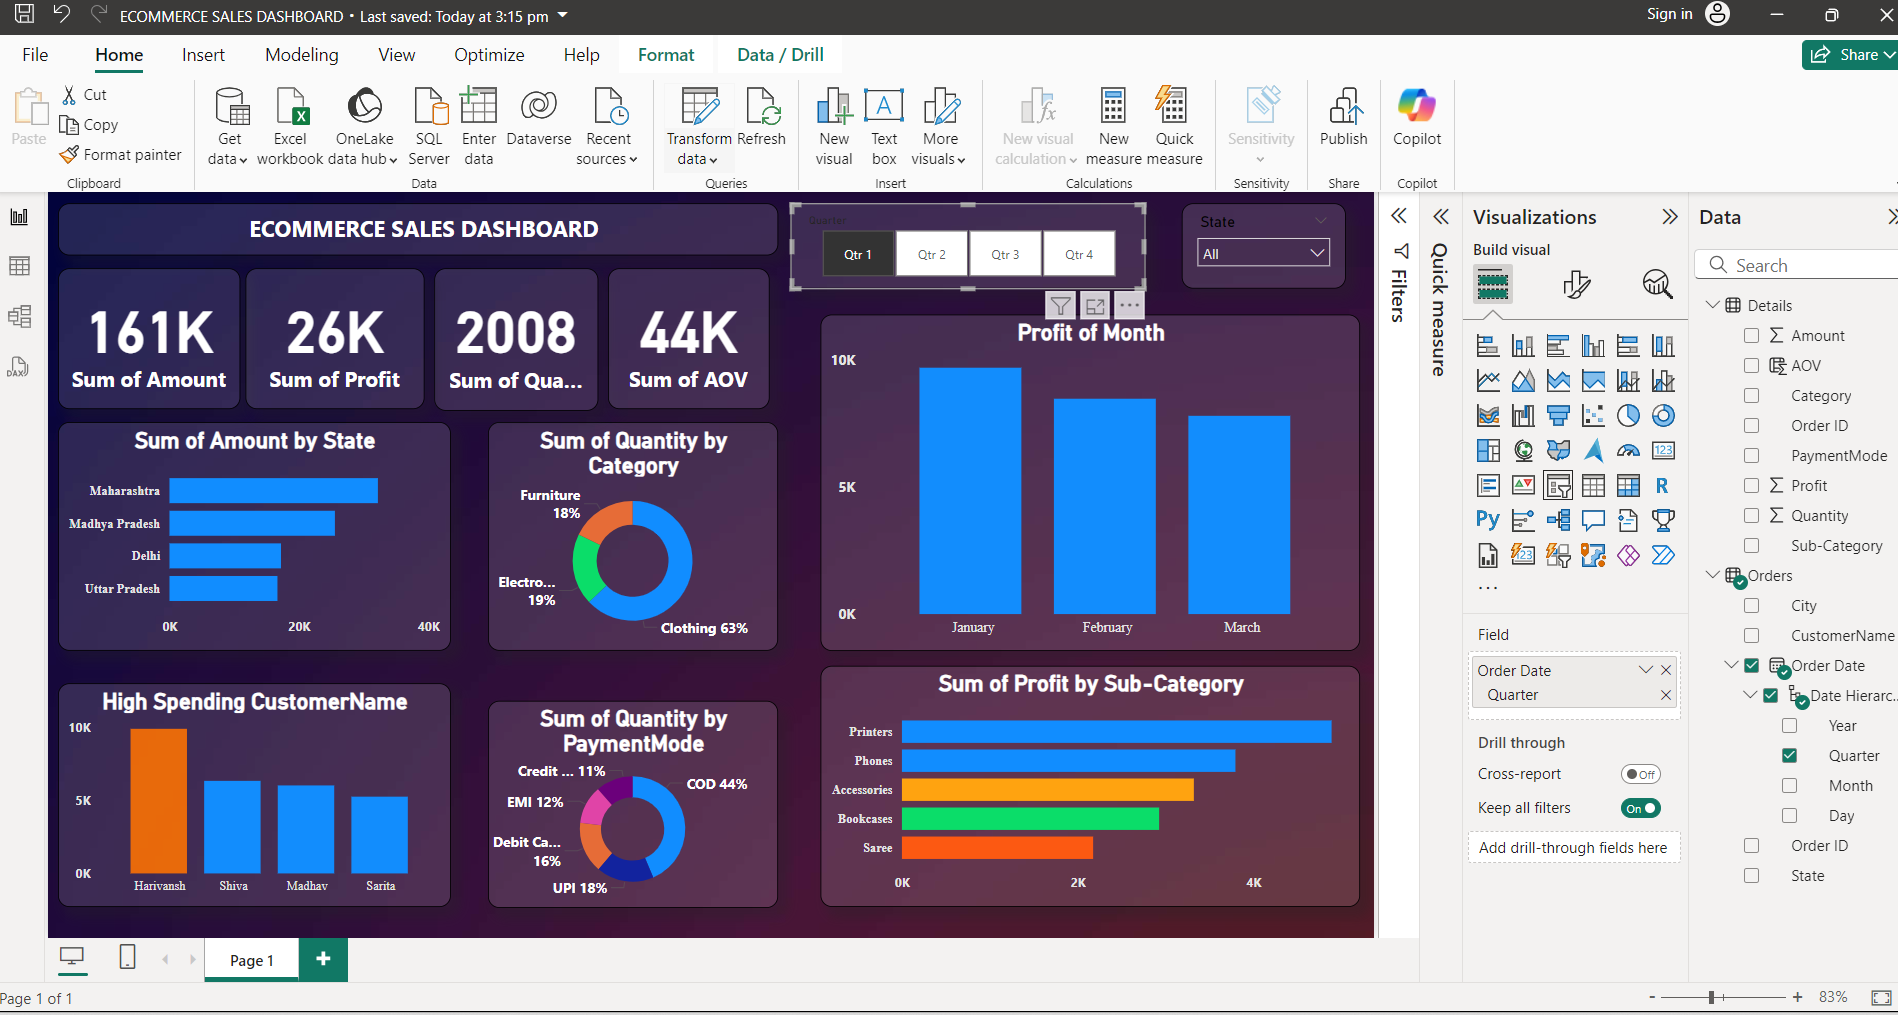 ECOMMERCE SALES DASHBOARD • Last saved: Today at 3:15 pm
Sign in
File
Home
Insert
Modeling
View
Optimize
Help
Format
Data / Drill
Share
Paste
Cut
Copy
Format painter
Clipboard
Get
data
Excel
workbook
OneLake
data hub
SQL
Server
Enter
data
Dataverse
Recent
sources
Data
Transform
data
Refresh
Queries
New
visual
Text
box
More
visuals
Insert
New visual
calculation
New
measure
Quick
measure
Calculations
Sensitivity
Sensitivity
Publish
Share
Copilot
Copilot
ECOMMERCE SALES DASHBOARD
Quarter
Qtr 1
Qtr 2
Qtr 3
Qtr 4
State
All
161K
Sum of Amount
26K
Sum of Profit
2008
Sum of Qua...
44K
Sum of AOV
Sum of Amount by State
Maharashtra
Madhya Pradesh
Delhi
Uttar Pradesh
0K
20K
40K
Sum of Quantity by
Category
Furniture
18%
Electro...
19%
Clothing 63%
Profit of Month
10K
5K
0K
January
February
March
High Spending CustomerName
10K
5K
0K
Harivansh
Shiva
Madhav
Sarita
Sum of Quantity by
PaymentMode
Credit ... 11%
COD 44%
EMI 12%
Debit Ca...
16%
UPI 18%
Sum of Profit by Sub-Category
Printers
Phones
Accessories
Bookcases
Saree
0K
2K
4K
Filters
Quick measure
Visualizations
Build visual
123
R
Py
123
...
Field
Order Date
Quarter
Drill through
Cross-report
Off
Keep all filters
On
Add drill-through fields here
Data
Search
Details
Amount
AOV
Category
Order ID
PaymentMode
Profit
Quantity
Sub-Category
Orders
City
CustomerName
Order Date
Date Hierarc...
Year
Quarter
Month
Day
Order ID
State
DAX
Page 1
+
Page 1 of 1
- + 83%